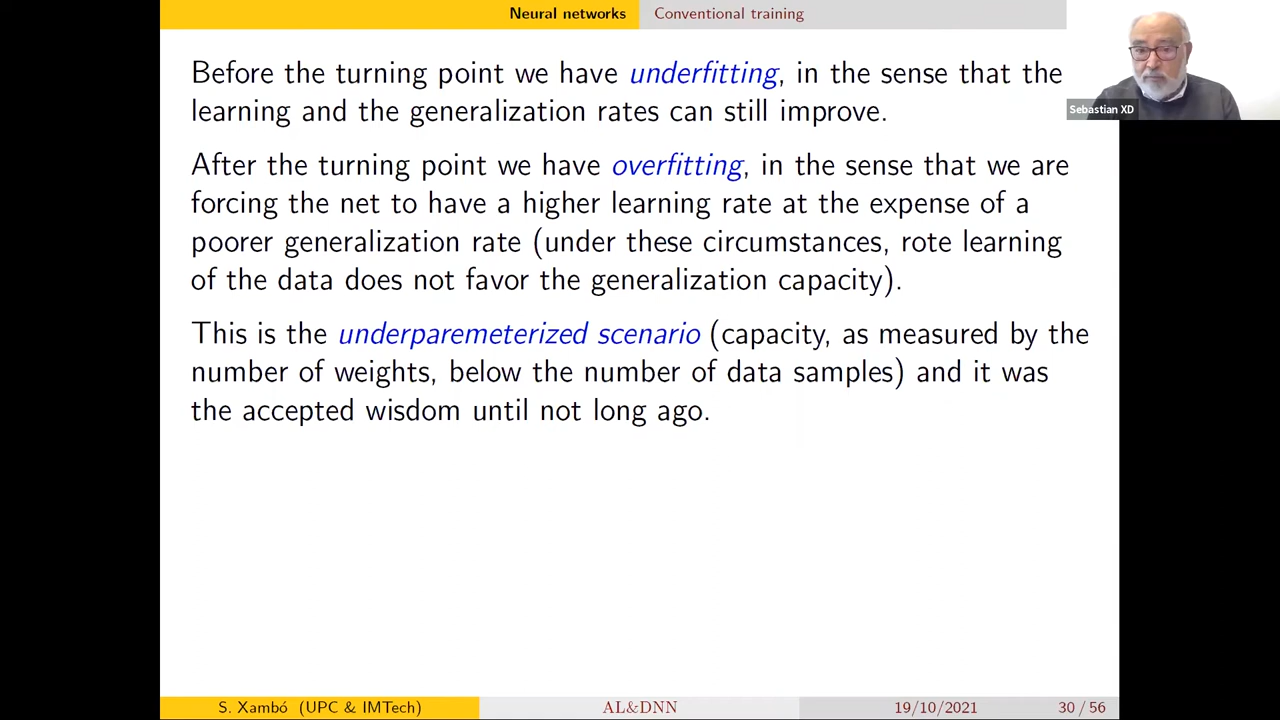 Neural networks Conventional training
Sebastian XD
Before the turning point we have underfitting, in the sense that the
learning and the generalization rates can still improve.
After the turning point we have overfitting, in the sense that we are
forcing the net to have a higher learning rate at the expense of a
poorer generalization rate (under these circumstances, rote learning
of the data does not favor the generalization capacity).
This is the underparemeterized scenario (capacity, as measured by the
number of weights, below the number of data samples) and it was
the accepted wisdom until not long ago.
S. Xambó (UPC & IMTech) AL&DNN 19/10/2021 30 / 56